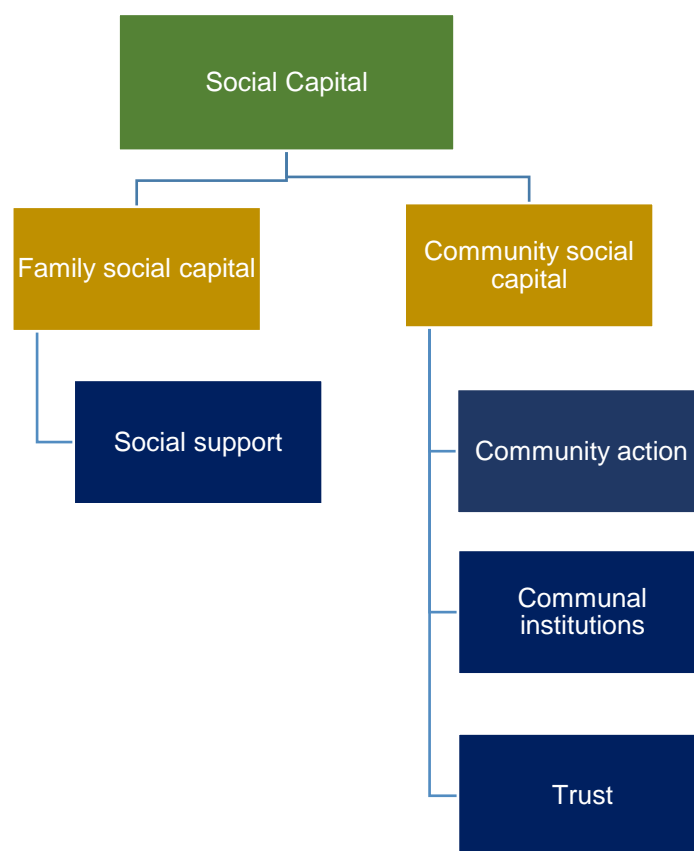 Social Capital
Family social capital
Community social
capital
Social support
Community action
Communal
institutions
Trust